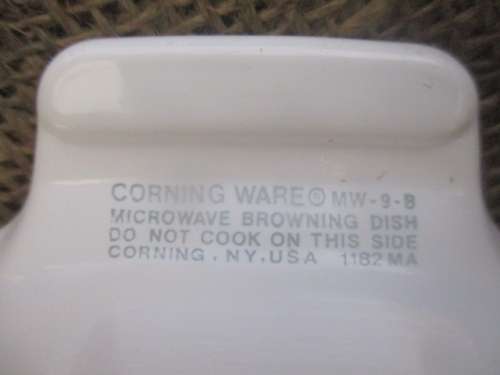 CORNING WARE® MW-9-B
MICROWAVE BROWNING DISH
DO NOT COOK ON THIS SIDE
CORNING, NY, USA 1182 MA